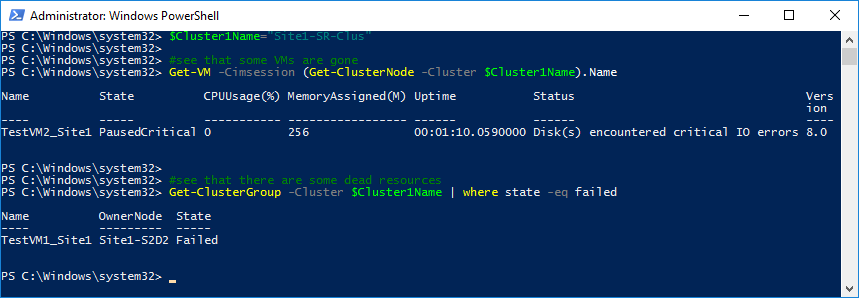 Administrator: Windows PowerShell
PS C:\Windows\system32> $Cluster1Name="Site1-SR-Clus"
PS C:\Windows\system32>
PS C:\Windows\system32> #see that some VMs are gone
PS C:\Windows\system32> Get-VM -Cimsession (Get-ClusterNode -Cluster $Cluster1Name).Name
Name State CPUUsage(%) MemoryAssigned(M) Uptime Status Vers
ion
---- ----- ----------- ----------------- ------ ------ ----
TestVM2_Site1 PausedCritical 0 256 00:01:10.0590000 Disk(s) encountered critical IO errors 8.0
PS C:\Windows\system32>
PS C:\Windows\system32> #see that there are some dead resources
PS C:\Windows\system32> Get-ClusterGroup -Cluster $Cluster1Name | where state -eq failed
Name OwnerNode State
---- --------- -----
TestVM1_Site1 Site1-S2D2 Failed
PS C:\Windows\system32>